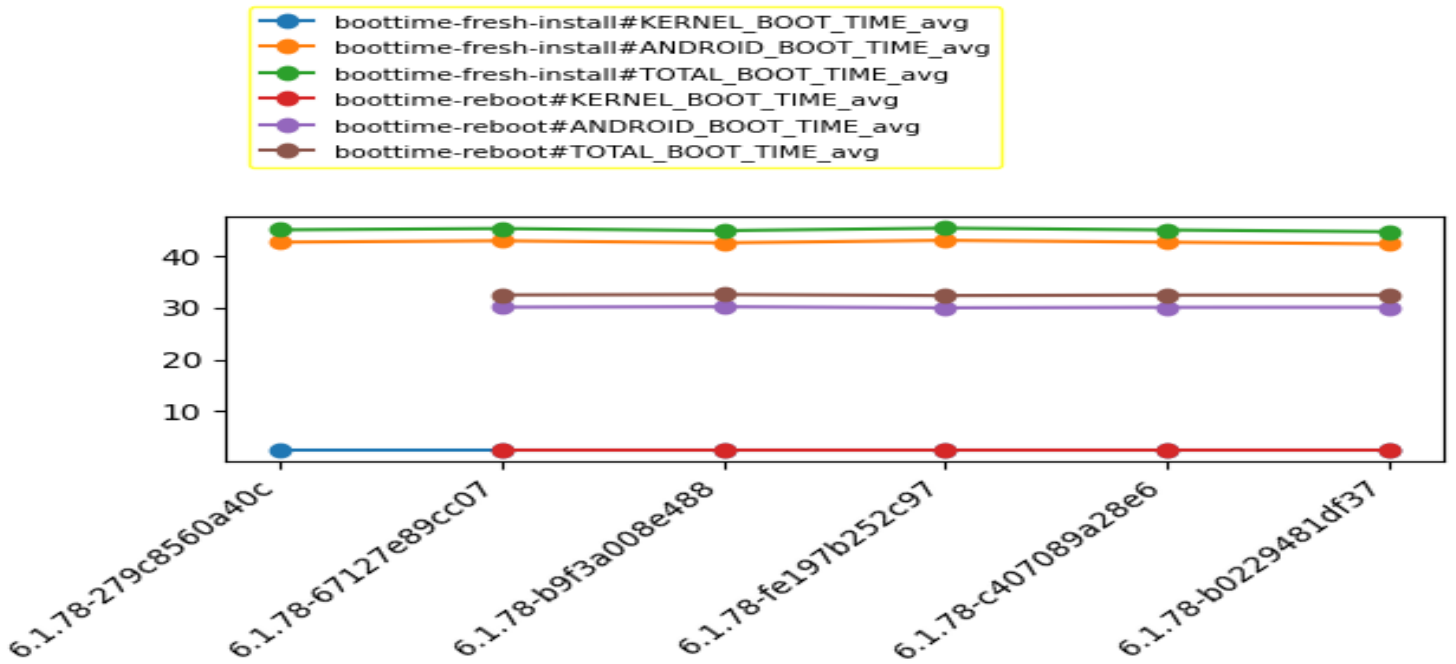 boottime-fresh-install#KERNEL_BOOT_TIME_avg
boottime-fresh-install#ANDROID_BOOT_TIME_avg
boottime-fresh-install#TOTAL_BOOT_TIME_avg
boottime-reboot#KERNEL_BOOT_TIME_avg
boottime-reboot#ANDROID_BOOT_TIME_avg
boottime-reboot#TOTAL_BOOT_TIME_avg
40
30
20
10
6.1.78-279c8560a40c
6.1.78-67127e89cc07
6.1.78-b9f3a008e488
6.1.78-fe197b252c97
6.1.78-c407089a28e6
6.1.78-b0229481df37